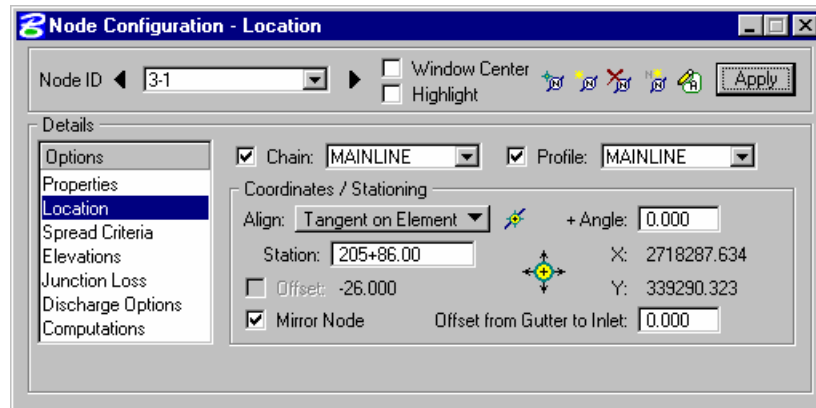 Node Configuration - Location
Node ID 3-1 Window Center Apply
Highlight
Details
Options Chain: MAINLINE Profile: MAINLINE
Properties Coordinates / Stationing
Location Align: Tangent on Element + Angle: 0.000
Spread Criteria Station: 205+86.00 X: 2718287.634
Elevations
Junction Loss Offset: -26.000 Y: 339290.323
Discharge Options
Computations Mirror Node Offset from Gutter to Inlet: 0.000